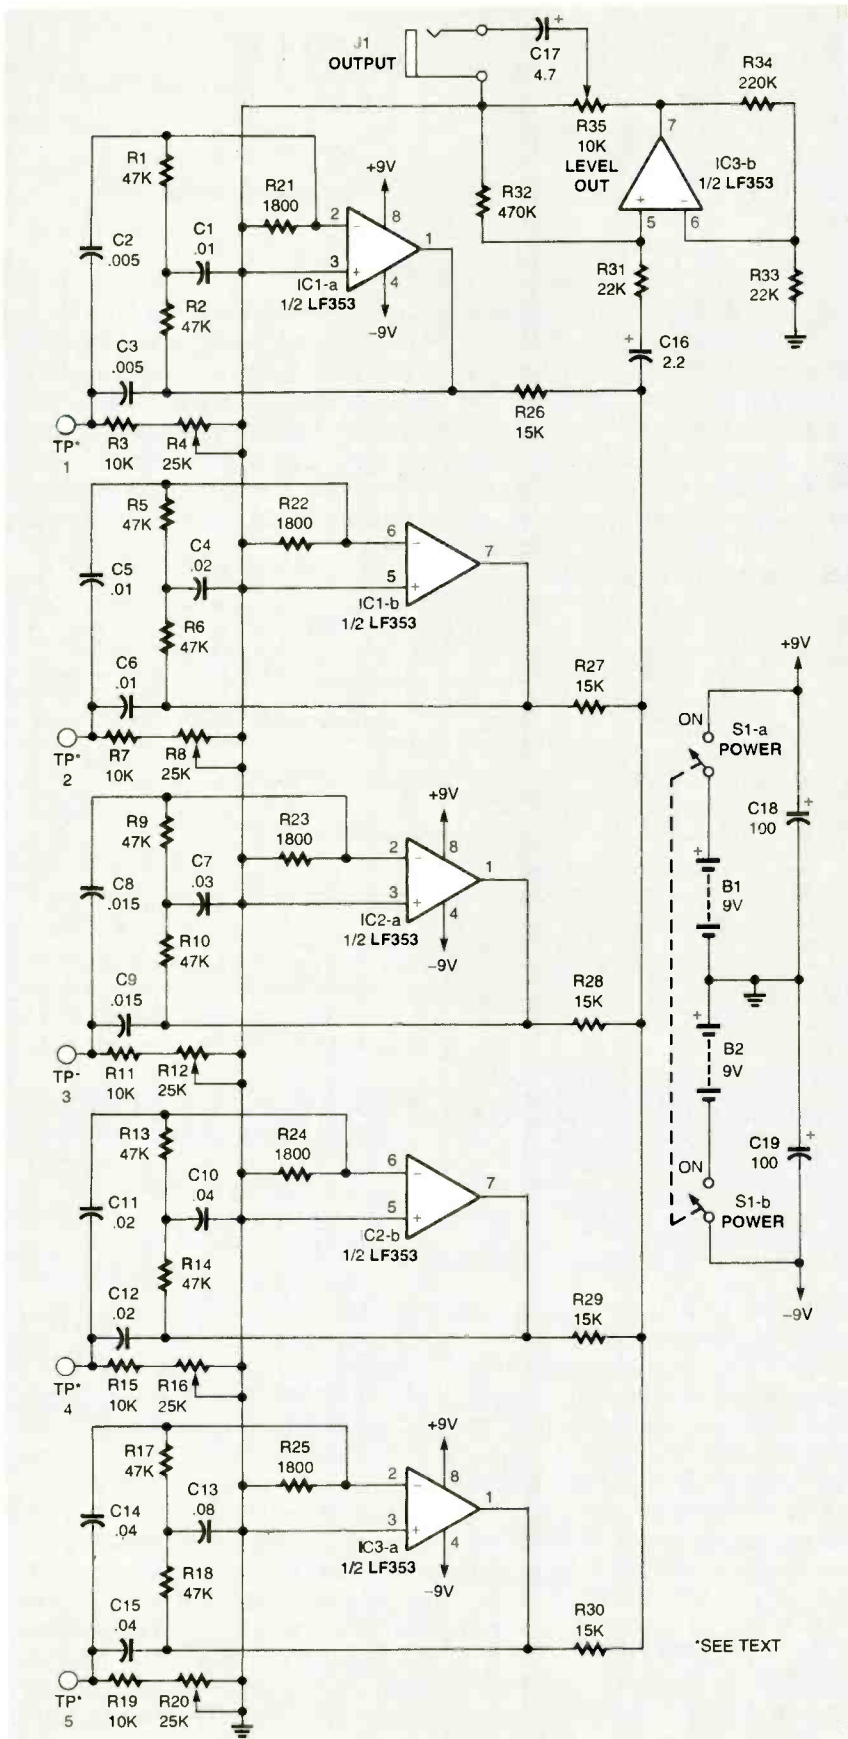 J1
OUTPUT
C17
4.7
+
R35
10K
LEVEL
OUT
R34
220K
7
IC3-b
1/2 LF353
+
−
5
6
R32
470K
R31
22K
R33
22K
+
C16
2.2
R1
47K
R21
1800
+9V
C2
.005
C1
.01
2
−
8
3
+
1
4
IC1-a
1/2 LF353
−9V
R2
47K
C3
.005
R26
15K
TP*
1
R3
10K
R4
25K
R5
47K
R22
1800
C5
.01
C4
.02
6
−
5
+
7
IC1-b
1/2 LF353
R6
47K
C6
.01
R27
15K
TP*
2
R7
10K
R8
25K
R9
47K
R23
1800
+9V
C8
.015
C7
.03
2
−
8
3
+
1
4
IC2-a
1/2 LF353
−9V
R10
47K
C9
.015
R28
15K
TP*
3
R11
10K
R12
25K
R13
47K
R24
1800
C11
.02
C10
.04
6
−
5
+
7
IC2-b
1/2 LF353
R14
47K
C12
.02
R29
15K
TP*
4
R15
10K
R16
25K
R17
47K
R25
1800
+9V
C14
.04
C13
.08
2
−
8
3
+
1
4
IC3-a
1/2 LF353
−9V
R18
47K
C15
.04
R30
15K
TP*
5
R19
10K
R20
25K
+9V
ON
S1-a
POWER
C18
100
+
+
B1
9V
+
B2
9V
C19
100
+
ON
S1-b
POWER
−9V
*SEE TEXT